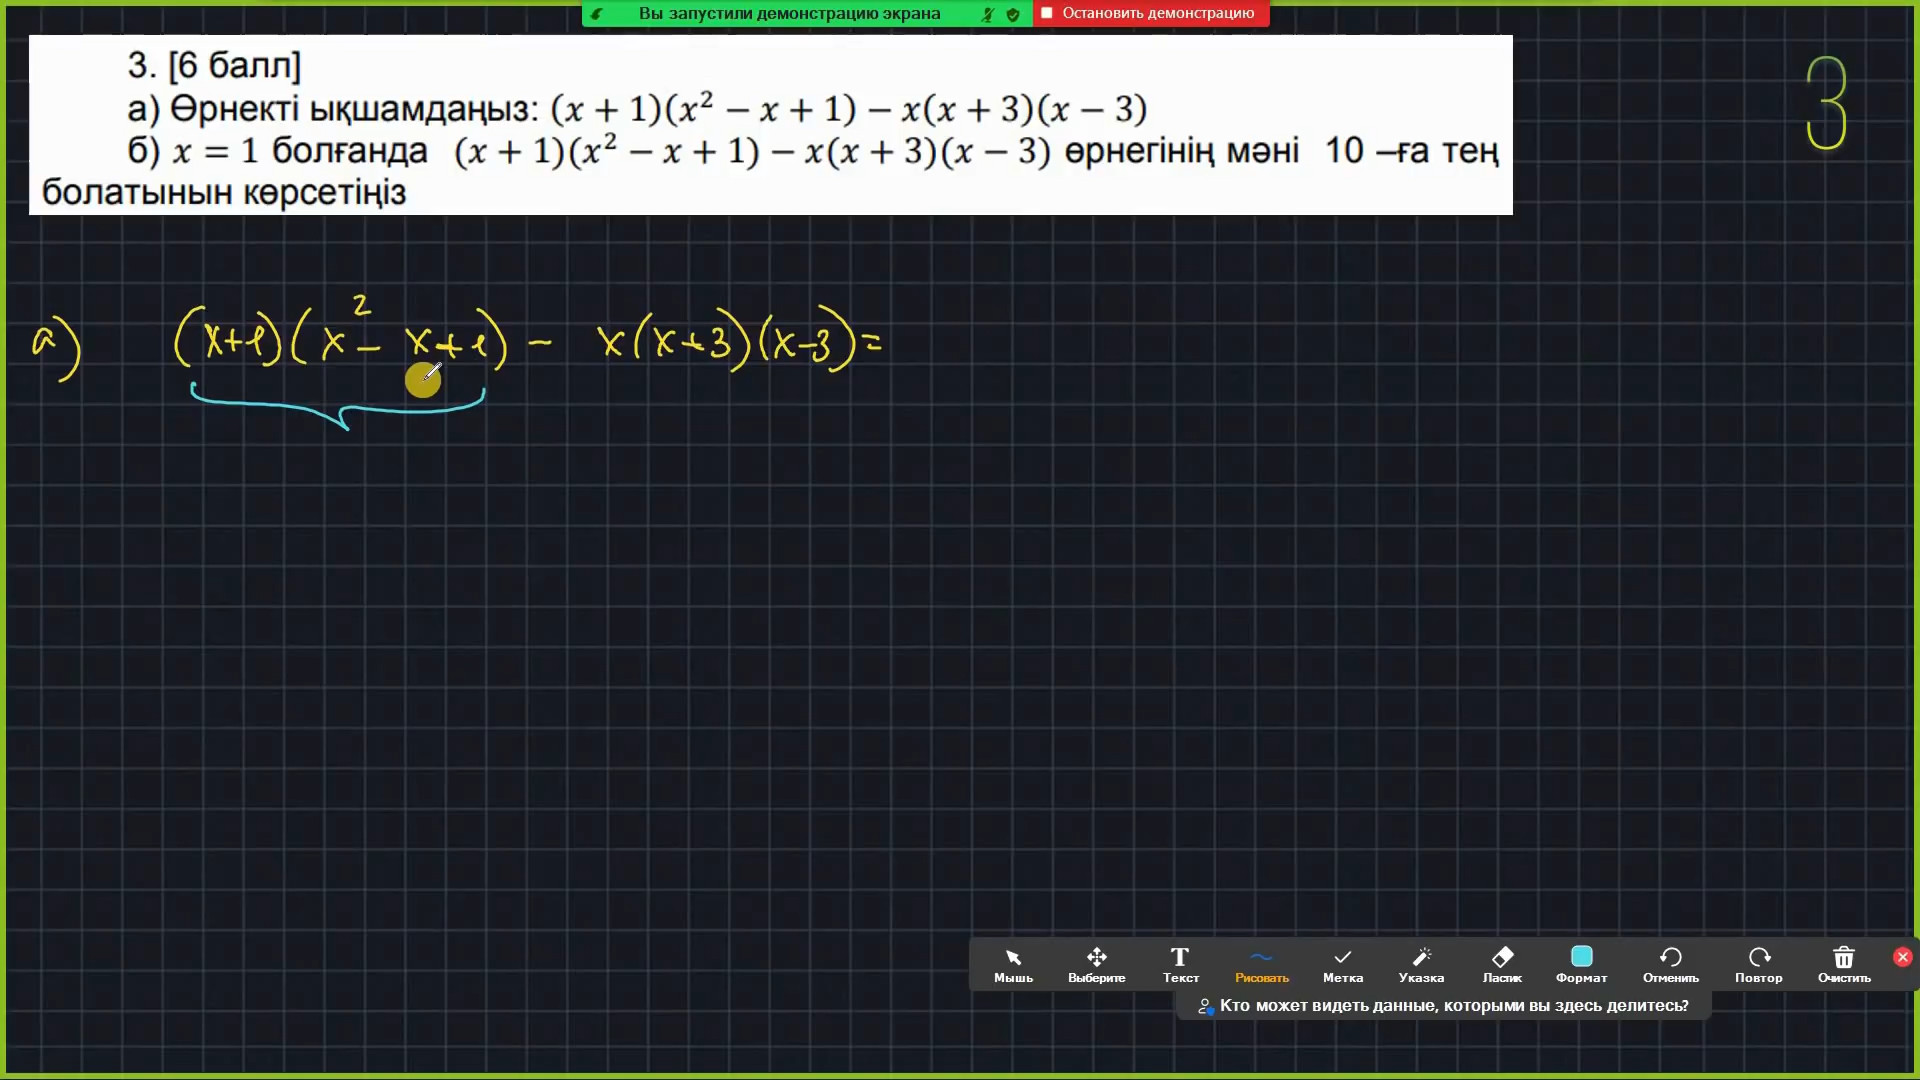 Вы запустили демонстрацию экрана Остановить демонстрацию
3. [6 балл]
3
а) Өрнекті ықшамдаңыз: (x + 1)(x² − x + 1) − x(x + 3)(x − 3)
б) x = 1 болғанда (x + 1)(x² − x + 1) − x(x + 3)(x − 3) өрнегінің мәні 10 –ға тең
болатынын көрсетіңіз
a) (x+1)(x² − x+1) − x(x+3)(x−3)=
Мышь Выберите Текст Рисовать Метка Указка Ластик Формат Отменить Повтор Очистить
Кто может видеть данные, которыми вы здесь делитесь?